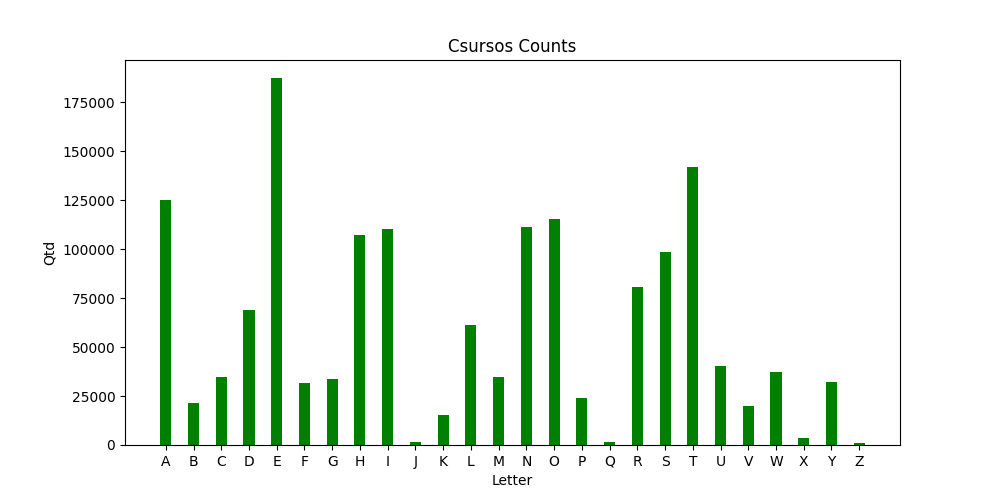 Csursos Counts
Qtd
175000
150000
125000
100000
75000
50000
25000
0
A B C D E F G H I J K L M N O P Q R S T U V W X Y Z
Letter